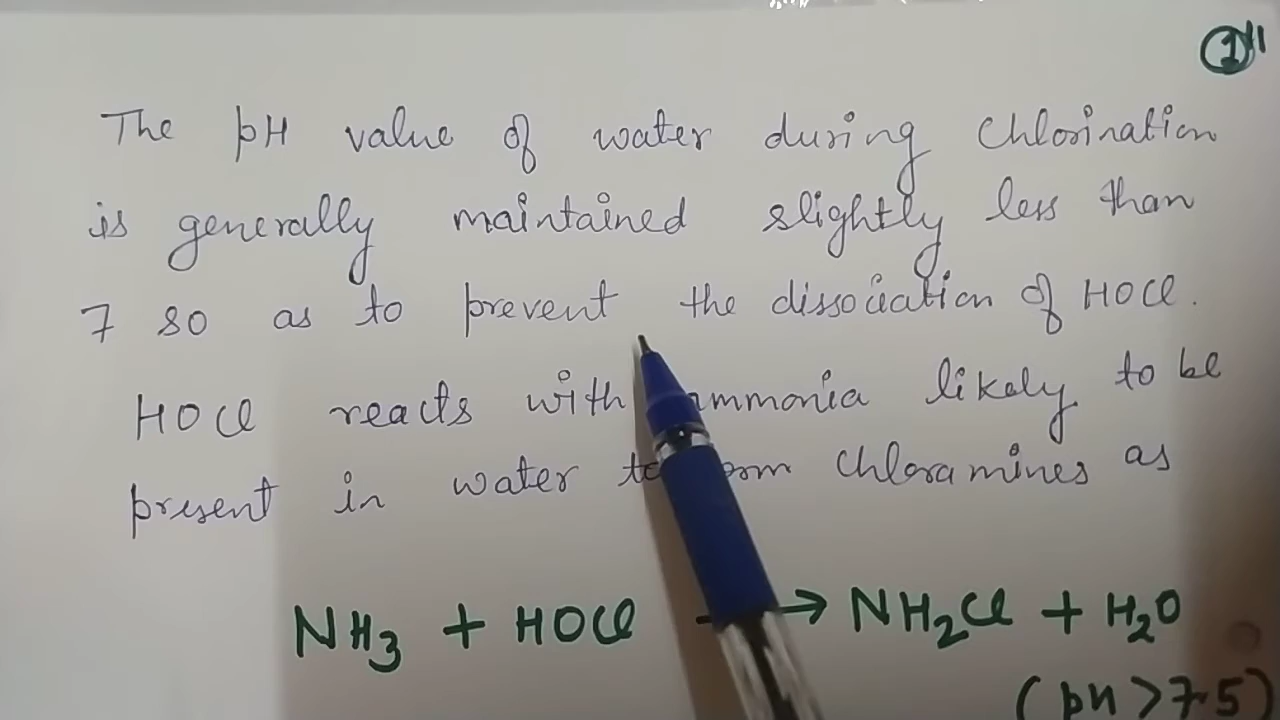 1
The pH value of water during Chlorination
is generally maintained slightly less than
7 so as to prevent the dissociation of HOCl.
HOCl reacts with ammonia likely to be
present in water to form Chloramines as
NH3 + HOCl → NH2Cl + H2O
(pH > 7.5)